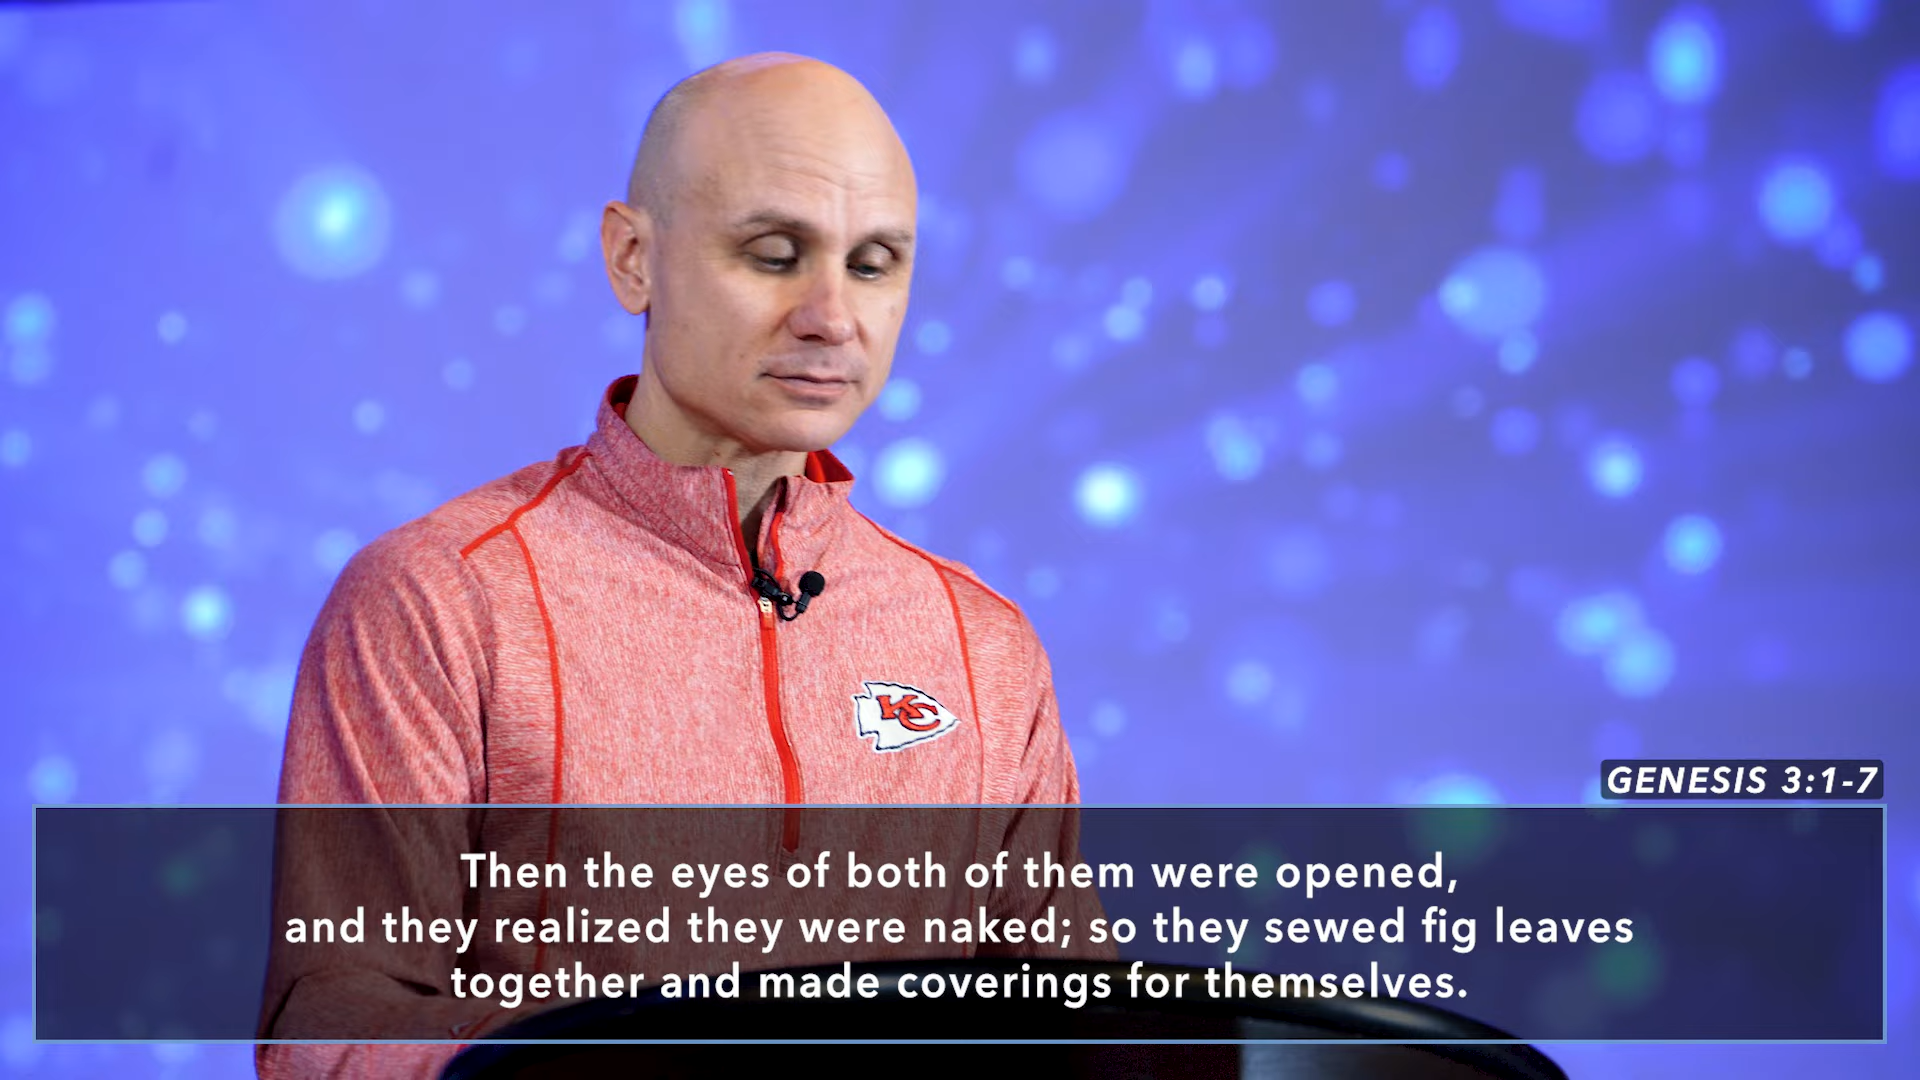 KC
GENESIS 3:1-7
Then the eyes of both of them were opened,
and they realized they were naked; so they sewed fig leaves
together and made coverings for themselves.